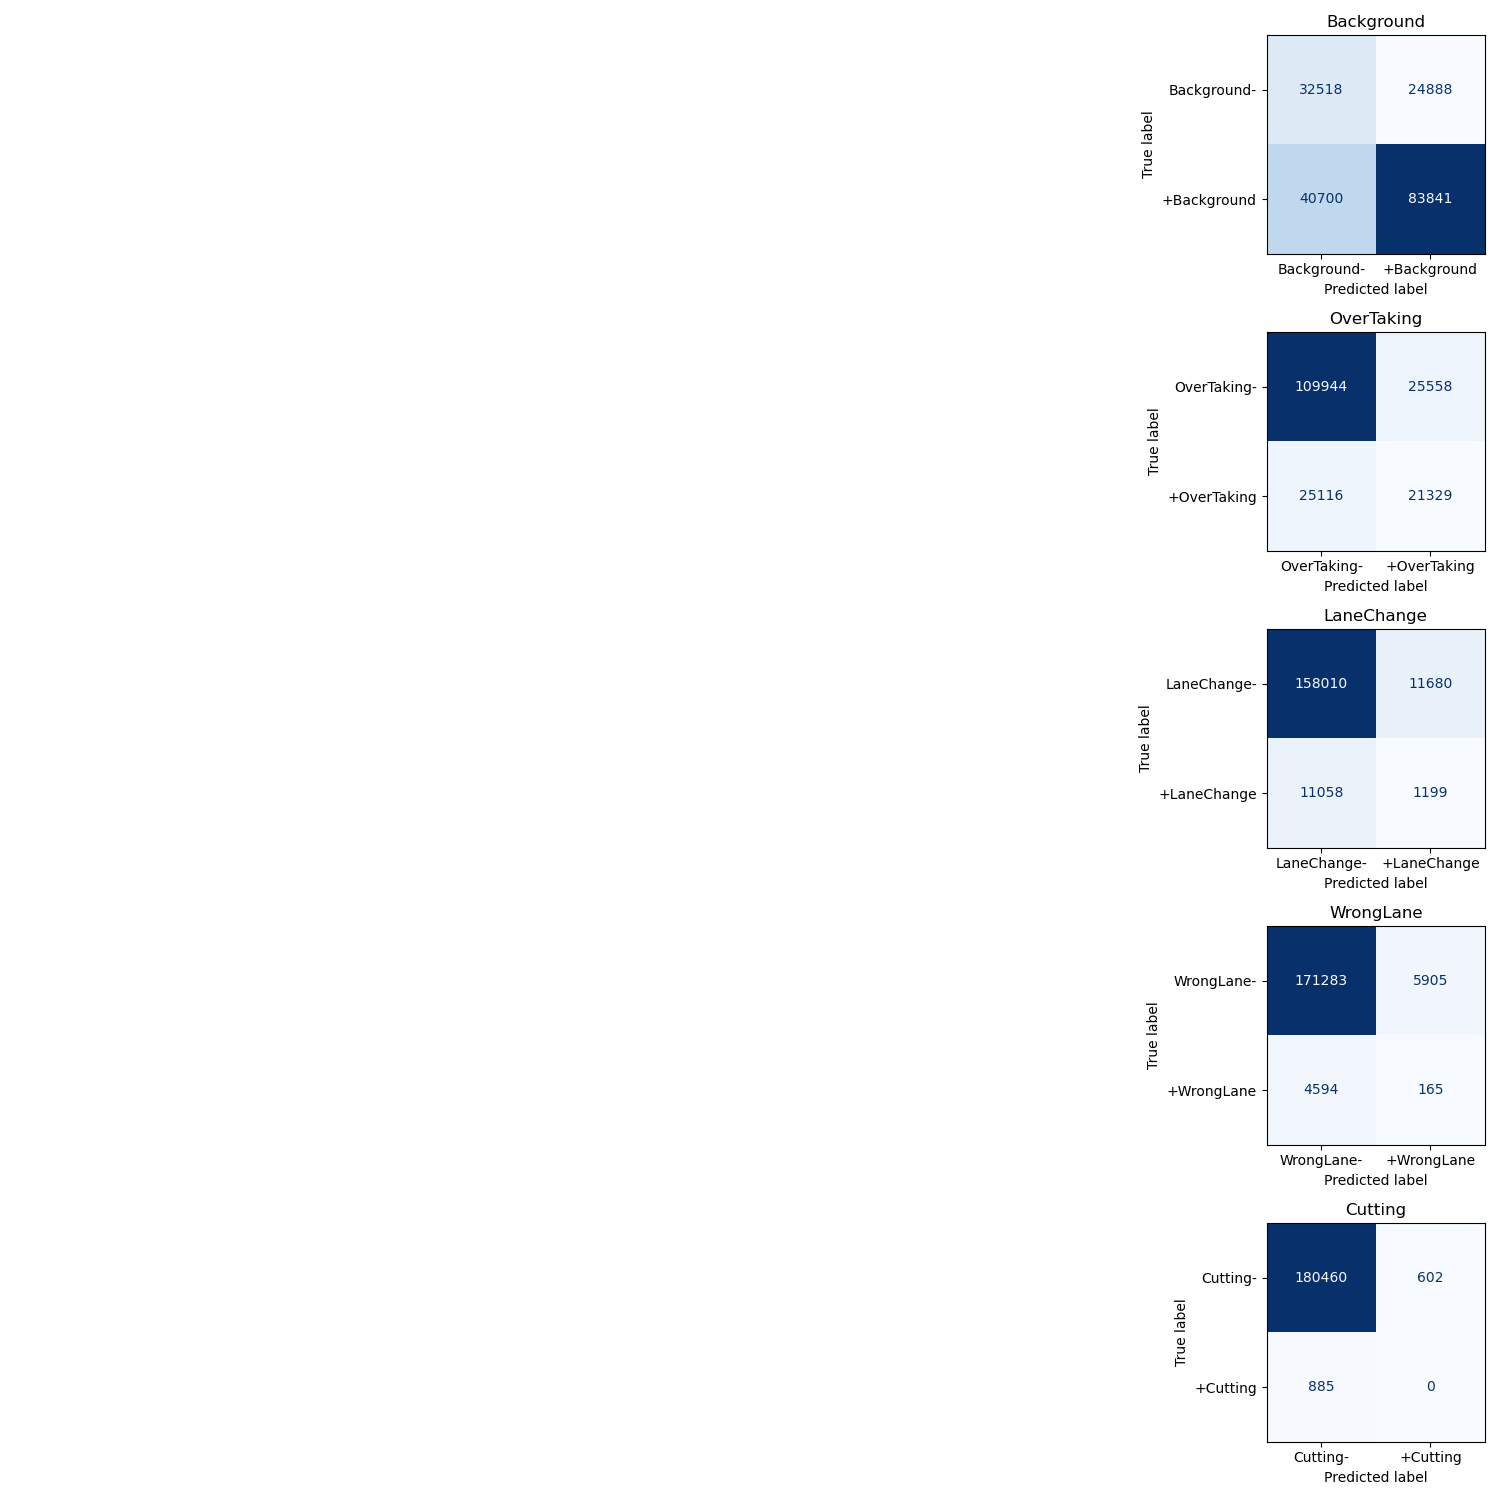 Background
Background-
32518
24888
True label
+Background
40700
83841
Background-
+Background
Predicted label
OverTaking
OverTaking-
109944
25558
True label
+OverTaking
25116
21329
OverTaking-
+OverTaking
Predicted label
LaneChange
LaneChange-
158010
11680
True label
+LaneChange
11058
1199
LaneChange-
+LaneChange
Predicted label
WrongLane
WrongLane-
171283
5905
True label
+WrongLane
4594
165
WrongLane-
+WrongLane
Predicted label
Cutting
Cutting-
180460
602
True label
+Cutting
885
0
Cutting-
+Cutting
Predicted label